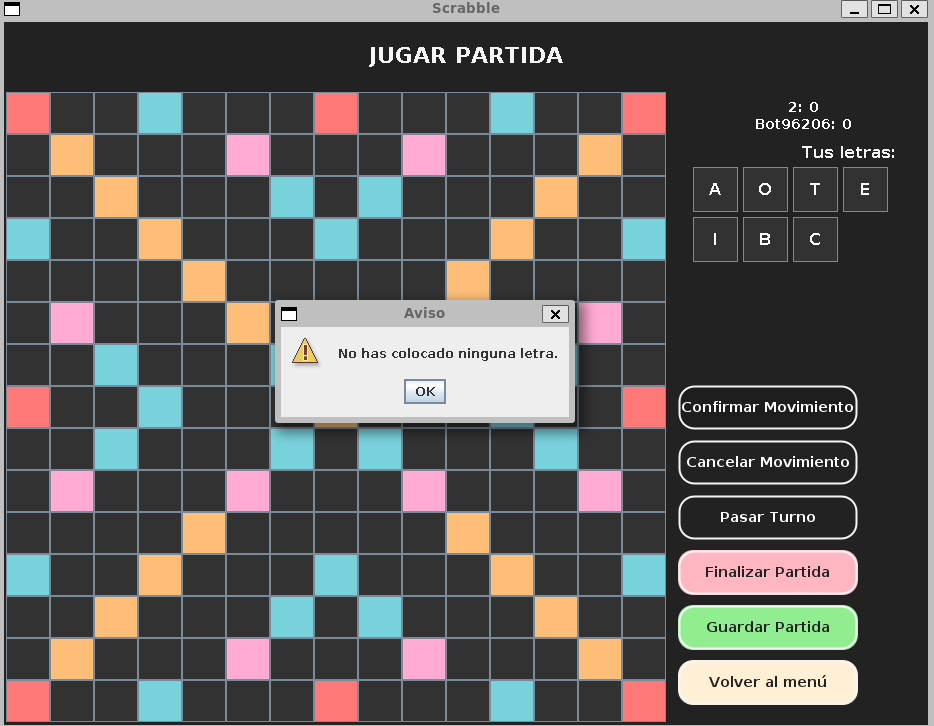 Scrabble
JUGAR PARTIDA
2: 0
Bot96206: 0
Tus letras:
A O T E
I B C
Aviso
No has colocado ninguna letra.
OK
Confirmar Movimiento
Cancelar Movimiento
Pasar Turno
Finalizar Partida
Guardar Partida
Volver al menú